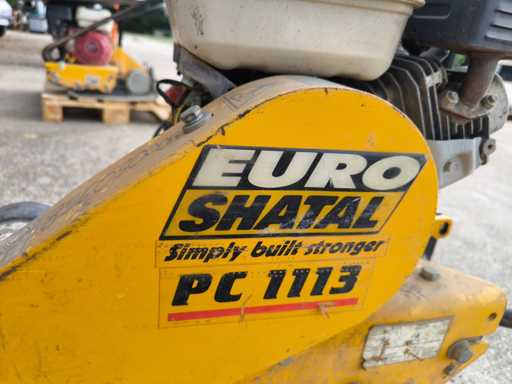 EURO
SHATAL
Simply built stronger
PC 1113